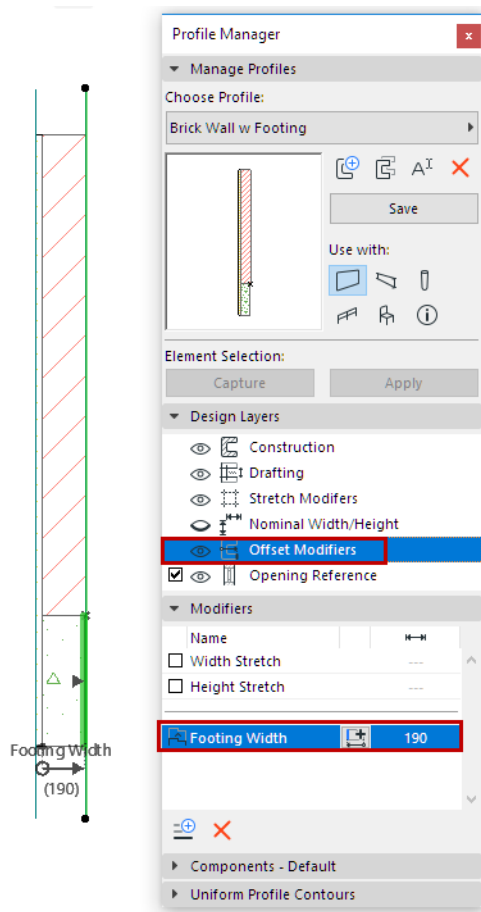 Profile Manager
x
Manage Profiles
Choose Profile:
Brick Wall w Footing
Save
Use with:
Element Selection:
Capture
Apply
Design Layers
Construction
Drafting
Stretch Modifers
Nominal Width/Height
Offset Modifiers
Opening Reference
Modifiers
Name
Width Stretch
---
Height Stretch
---
Footing Width
190
Components - Default
Uniform Profile Contours
Footing Width
(190)